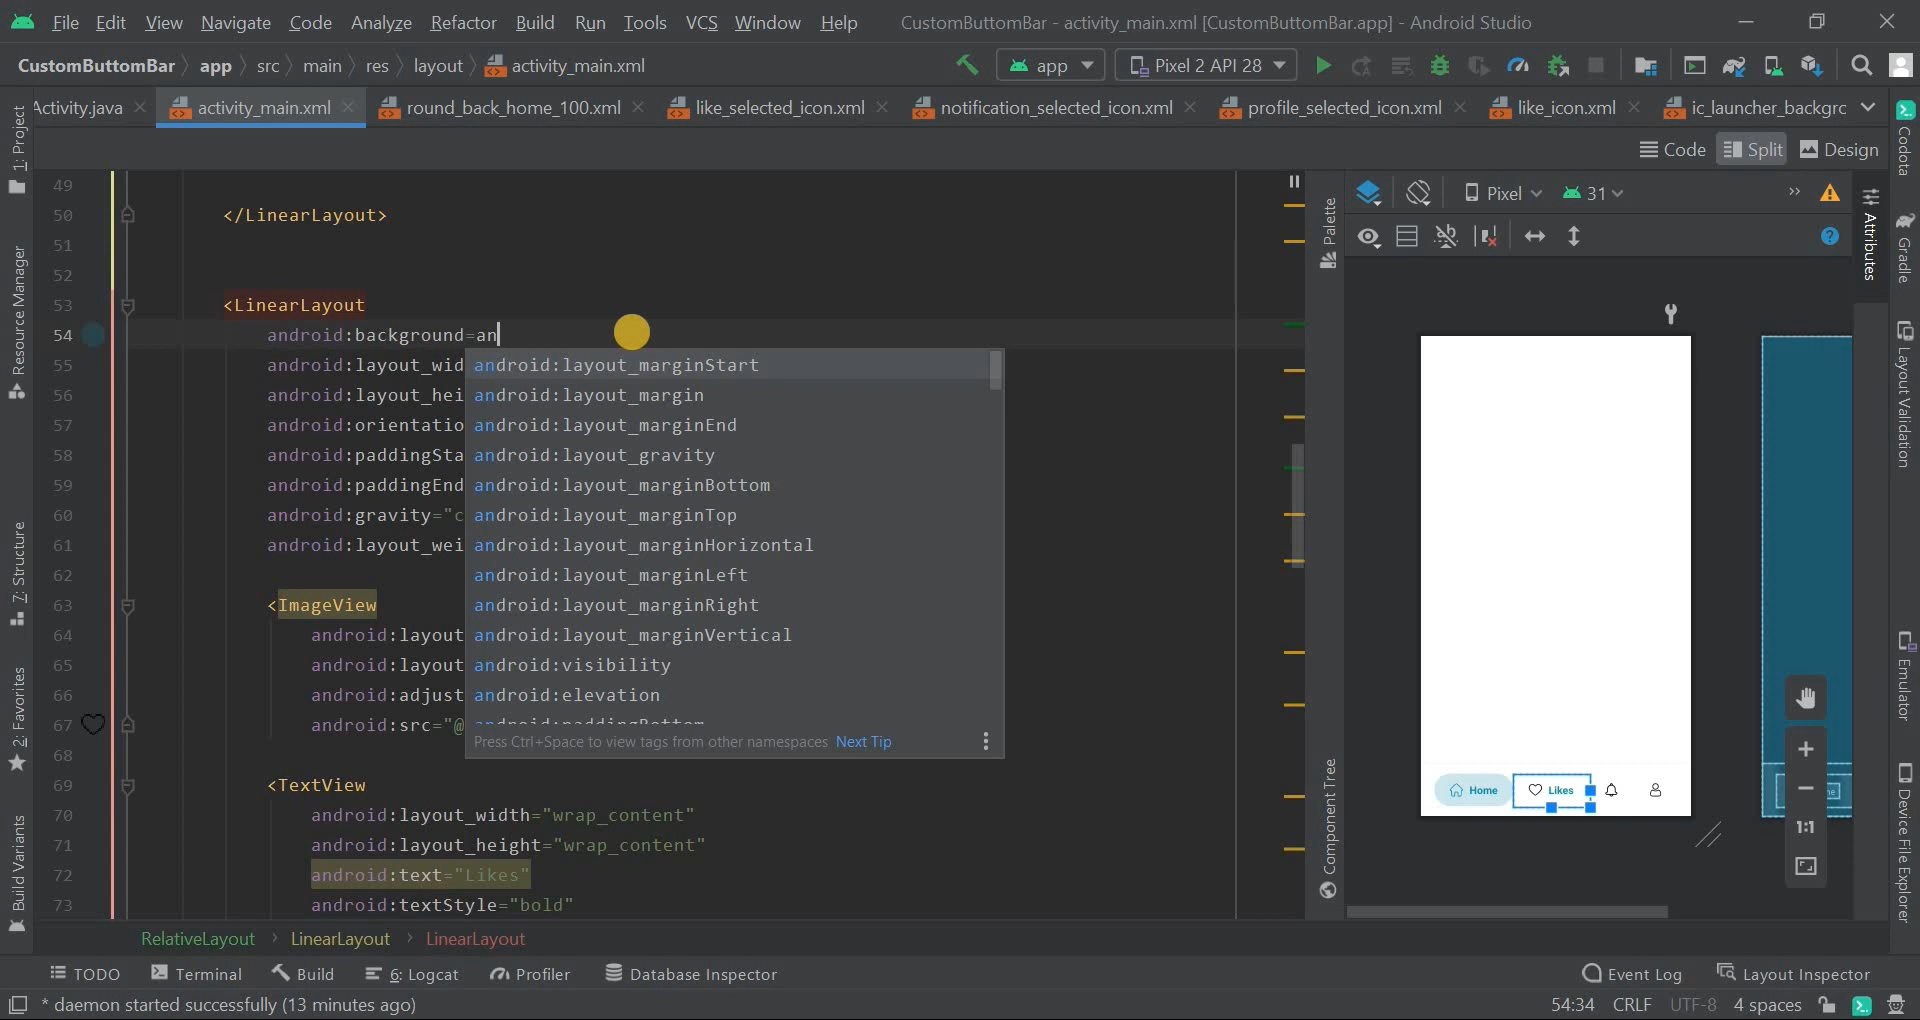 File Edit View Navigate Code Analyze Refactor Build Run Tools VCS Window Help CustomButtomBar - activity_main.xml [CustomButtomBar.app] - Android Studio
CustomButtomBar app src main res layout activity_main.xml app Pixel 2 API 28
Activity.java activity_main.xml round_back_home_100.xml like_selected_icon.xml notification_selected_icon.xml profile_selected_icon.xml like_icon.xml ic_launcher_backgrc
Code Split Design
1: Project
Resource Manager
7: Structure
2: Favorites
Build Variants
49
50 </LinearLayout>
51
52
53 <LinearLayout
54 android:background=an
55 android:layout_wid
56 android:layout_hei
57 android:orientatio
58 android:paddingSta
59 android:paddingEnd
60 android:gravity="c
61 android:layout_wei
62
63 <ImageView
64 android:layout
65 android:layout
66 android:adjust
67 android:src="@
68
69 <TextView
70 android:layout_width="wrap_content"
71 android:layout_height="wrap_content"
72 android:text="Likes"
73 android:textStyle="bold"
android:layout_marginStart
android:layout_margin
android:layout_marginEnd
android:layout_gravity
android:layout_marginBottom
android:layout_marginTop
android:layout_marginHorizontal
android:layout_marginLeft
android:layout_marginRight
android:layout_marginVertical
android:visibility
android:elevation
android:paddingBottom
Press Ctrl+Space to view tags from other namespaces Next Tip
Palette
Component Tree
Pixel 31
Home Likes
1:1
Attributes
Codota
Gradle
Layout Validation
Emulator
Device File Explorer
RelativeLayout LinearLayout LinearLayout
TODO Terminal Build 6: Logcat Profiler Database Inspector Event Log Layout Inspector
* daemon started successfully (13 minutes ago) 54:34 CRLF UTF-8 4 spaces